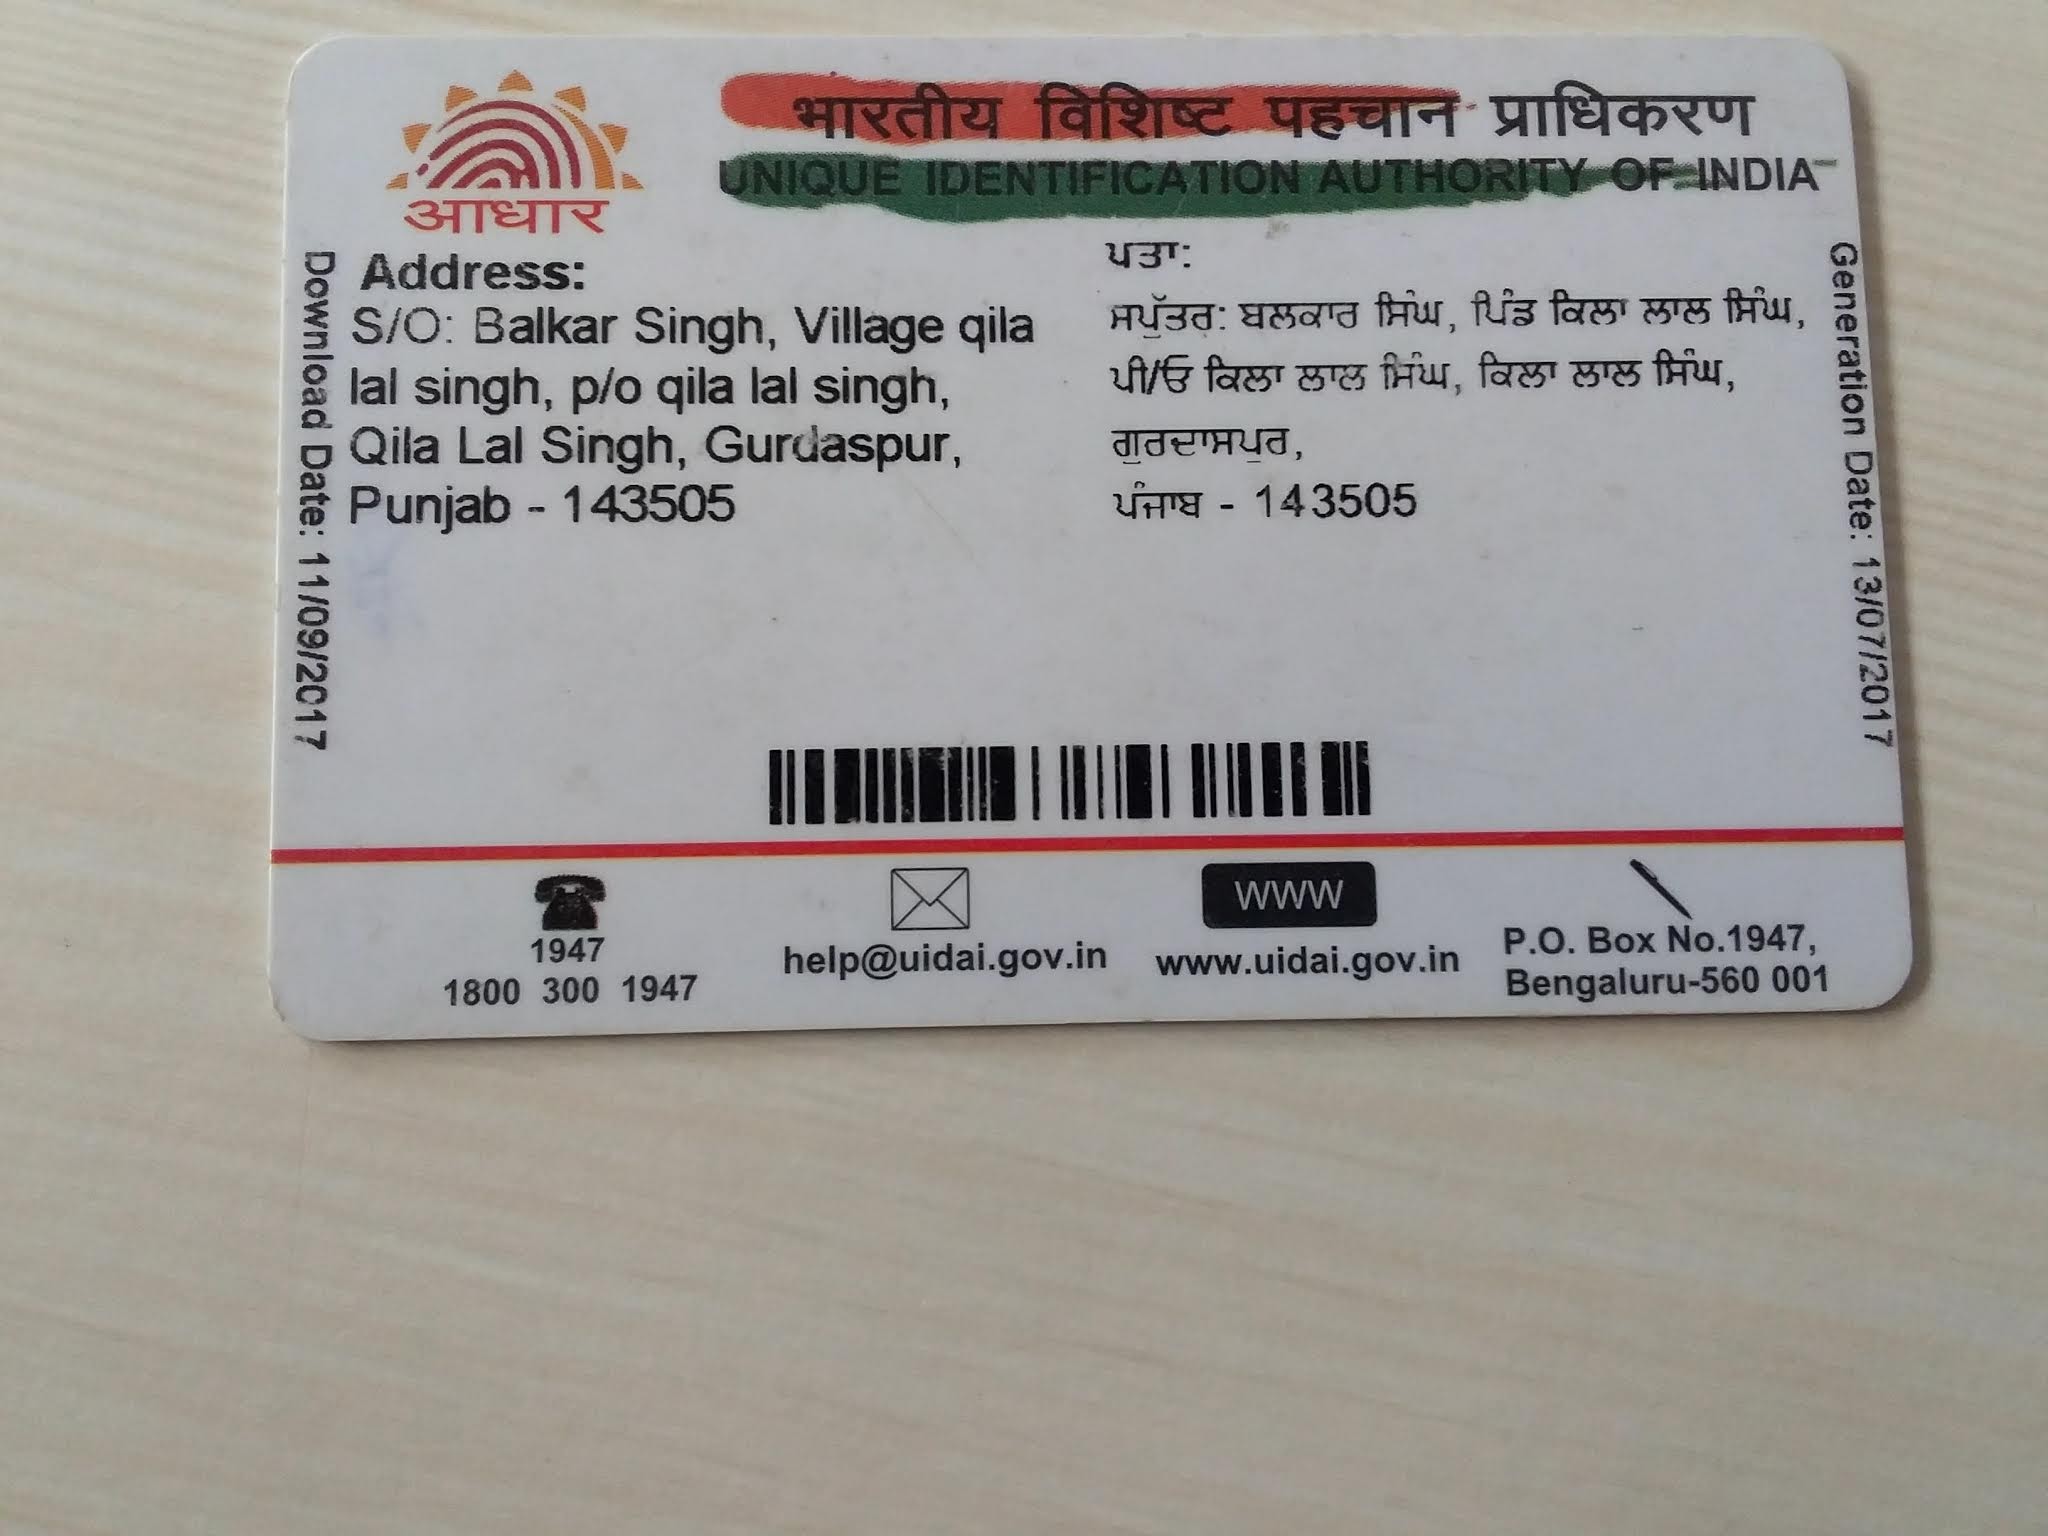 भारतीय विशिष्ट पहचान प्राधिकरण
UNIQUE IDENTIFICATION AUTHORITY OF INDIA
आधार
Address:
S/O: Balkar Singh, Village qila
lal singh, p/o qila lal singh,
Qila Lal Singh, Gurdaspur,
Punjab - 143505
ਪਤਾ:
ਸਪੁੱਤਰ: ਬਲਕਾਰ ਸਿੰਘ, ਪਿੰਡ ਕਿਲਾ ਲਾਲ ਸਿੰਘ,
ਪੀ/ਓ ਕਿਲਾ ਲਾਲ ਸਿੰਘ, ਕਿਲਾ ਲਾਲ ਸਿੰਘ,
ਗੁਰਦਾਸਪੁਰ,
ਪੰਜਾਬ - 143505
Download Date: 11/09/2017
Generation Date: 13/07/2017
1947
1800 300 1947
help@uidai.gov.in
www
www.uidai.gov.in
P.O. Box No.1947,
Bengaluru-560 001